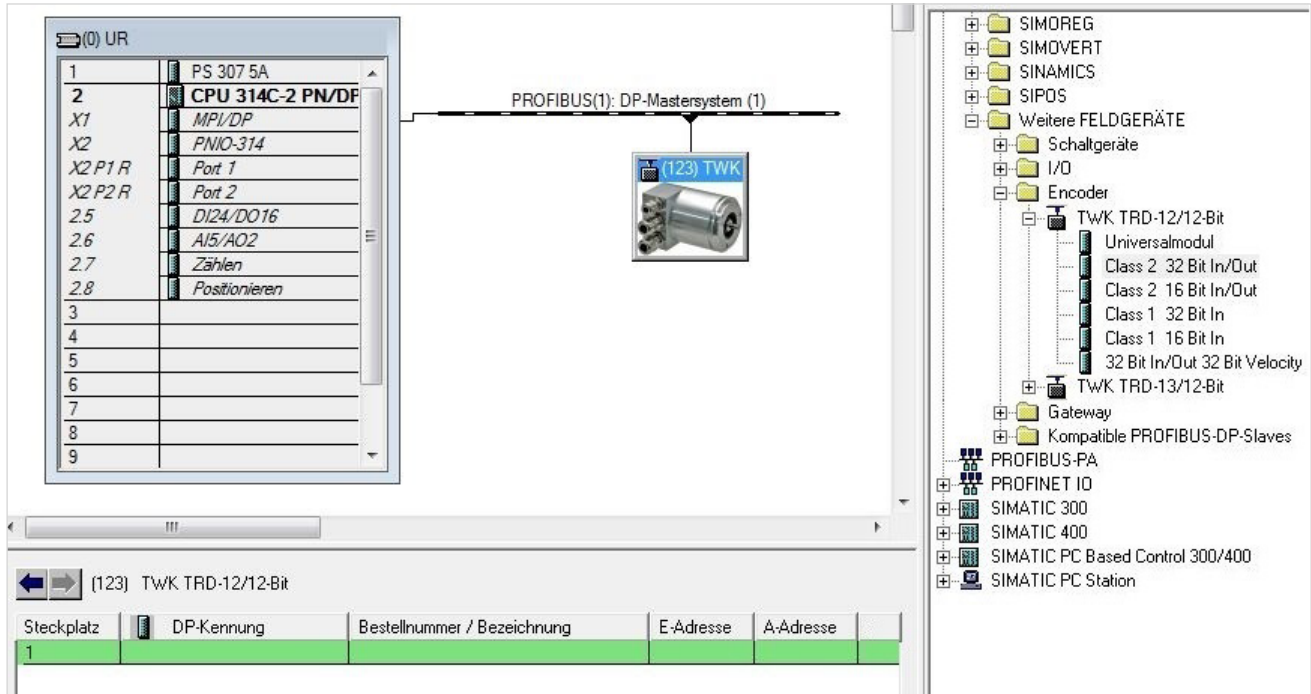 (0) UR
1 PS 307 5A
2 CPU 314C-2 PN/DP
X1 MPI/DP
X2 PNIO-314
X2 P1 R Port 1
X2 P2 R Port 2
2.5 DI24/DO16
2.6 AI5/AO2
2.7 Zählen
2.8 Positionieren
3
4
5
6
7
8
9
PROFIBUS(1): DP-Mastersystem (1)
(123) TWK
(123) TWK TRD-12/12-Bit
Steckplatz DP-Kennung Bestellnummer / Bezeichnung E-Adresse A-Adresse
1
SIMOREG
SIMOVERT
SINAMICS
SIPOS
Weitere FELDGERÄTE
Schaltgeräte
I/O
Encoder
TWK TRD-12/12-Bit
Universalmodul
Class 2 32 Bit In/Out
Class 2 16 Bit In/Out
Class 1 32 Bit In
Class 1 16 Bit In
32 Bit In/Out 32 Bit Velocity
TWK TRD-13/12-Bit
Gateway
Kompatible PROFIBUS-DP-Slaves
PROFIBUS-PA
PROFINET IO
SIMATIC 300
SIMATIC 400
SIMATIC PC Based Control 300/400
SIMATIC PC Station